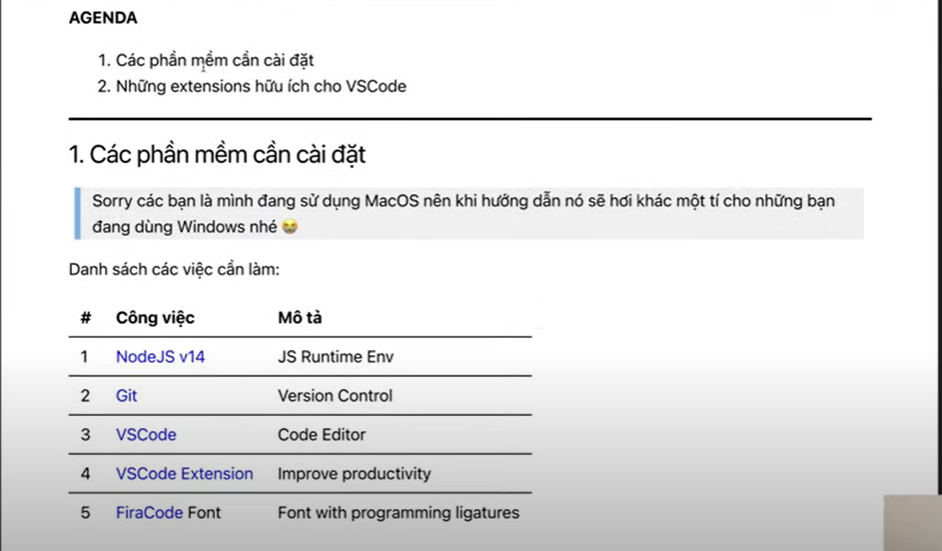 AGENDA
1. Các phần mềm cần cài đặt
2. Những extensions hữu ích cho VSCode
1. Các phần mềm cần cài đặt
Sorry các bạn là mình đang sử dụng MacOS nên khi hướng dẫn nó sẽ hơi khác một tí cho những bạn
đang dùng Windows nhé 😭
Danh sách các việc cần làm:
# Công việc Mô tả
1 NodeJS v14 JS Runtime Env
2 Git Version Control
3 VSCode Code Editor
4 VSCode Extension Improve productivity
5 FiraCode Font Font with programming ligatures